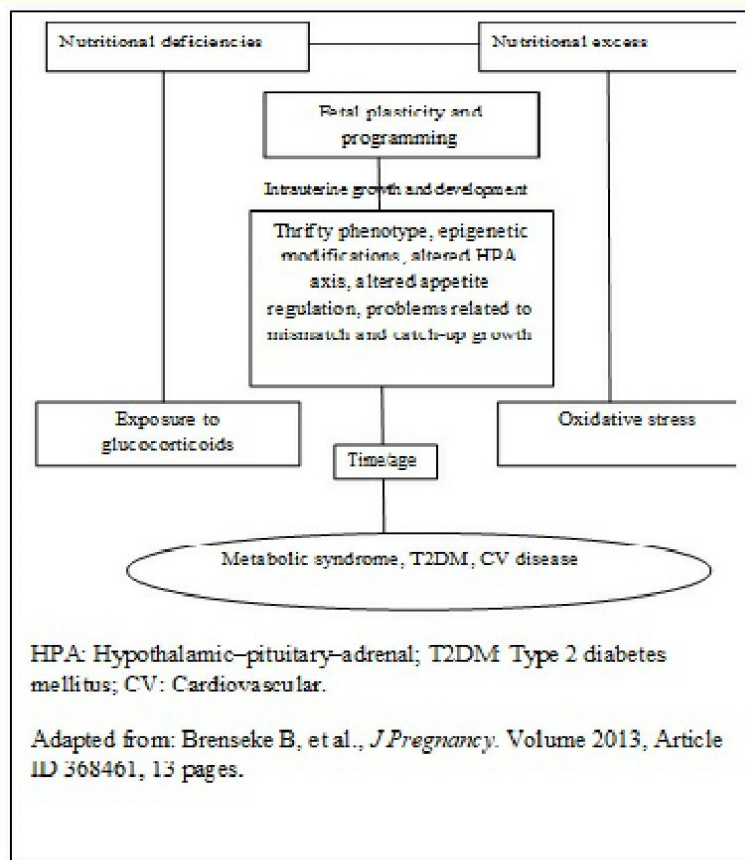 Nutritional deficiencies
Nutritional excess
Fetal plasticity and
programming
Intrauterine growth and development
Thrifty phenotype, epigenetic
modifications, altered HPA
axis, altered appetite
regulation, problems related to
mismatch and catch-up growth
Exposure to
glucocorticoids
Oxidative stress
Time/age
Metabolic syndrome, T2DM, CV disease
HPA: Hypothalamic–pituitary–adrenal; T2DM: Type 2 diabetes
mellitus; CV: Cardiovascular.
Adapted from: Brenseke B, et al., J Pregnancy. Volume 2013, Article
ID 368461, 13 pages.